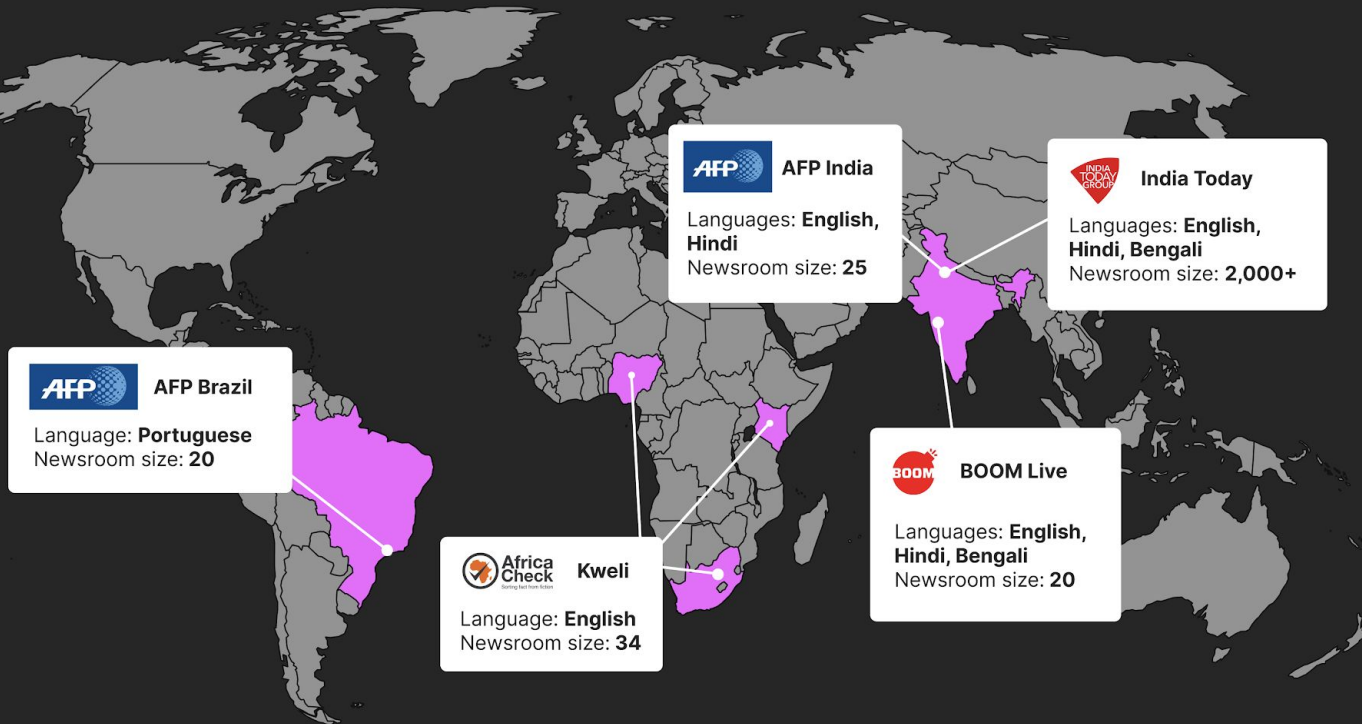 AFP
AFP India
Languages: English,
Hindi
Newsroom size: 25
INDIA
TODAY
GROUP
India Today
Languages: English,
Hindi, Bengali
Newsroom size: 2,000+
AFP
AFP Brazil
Language: Portuguese
Newsroom size: 20
Africa
Check
Sorting fact from fiction
Kweli
Language: English
Newsroom size: 34
BOOM
BOOM Live
Languages: English,
Hindi, Bengali
Newsroom size: 20